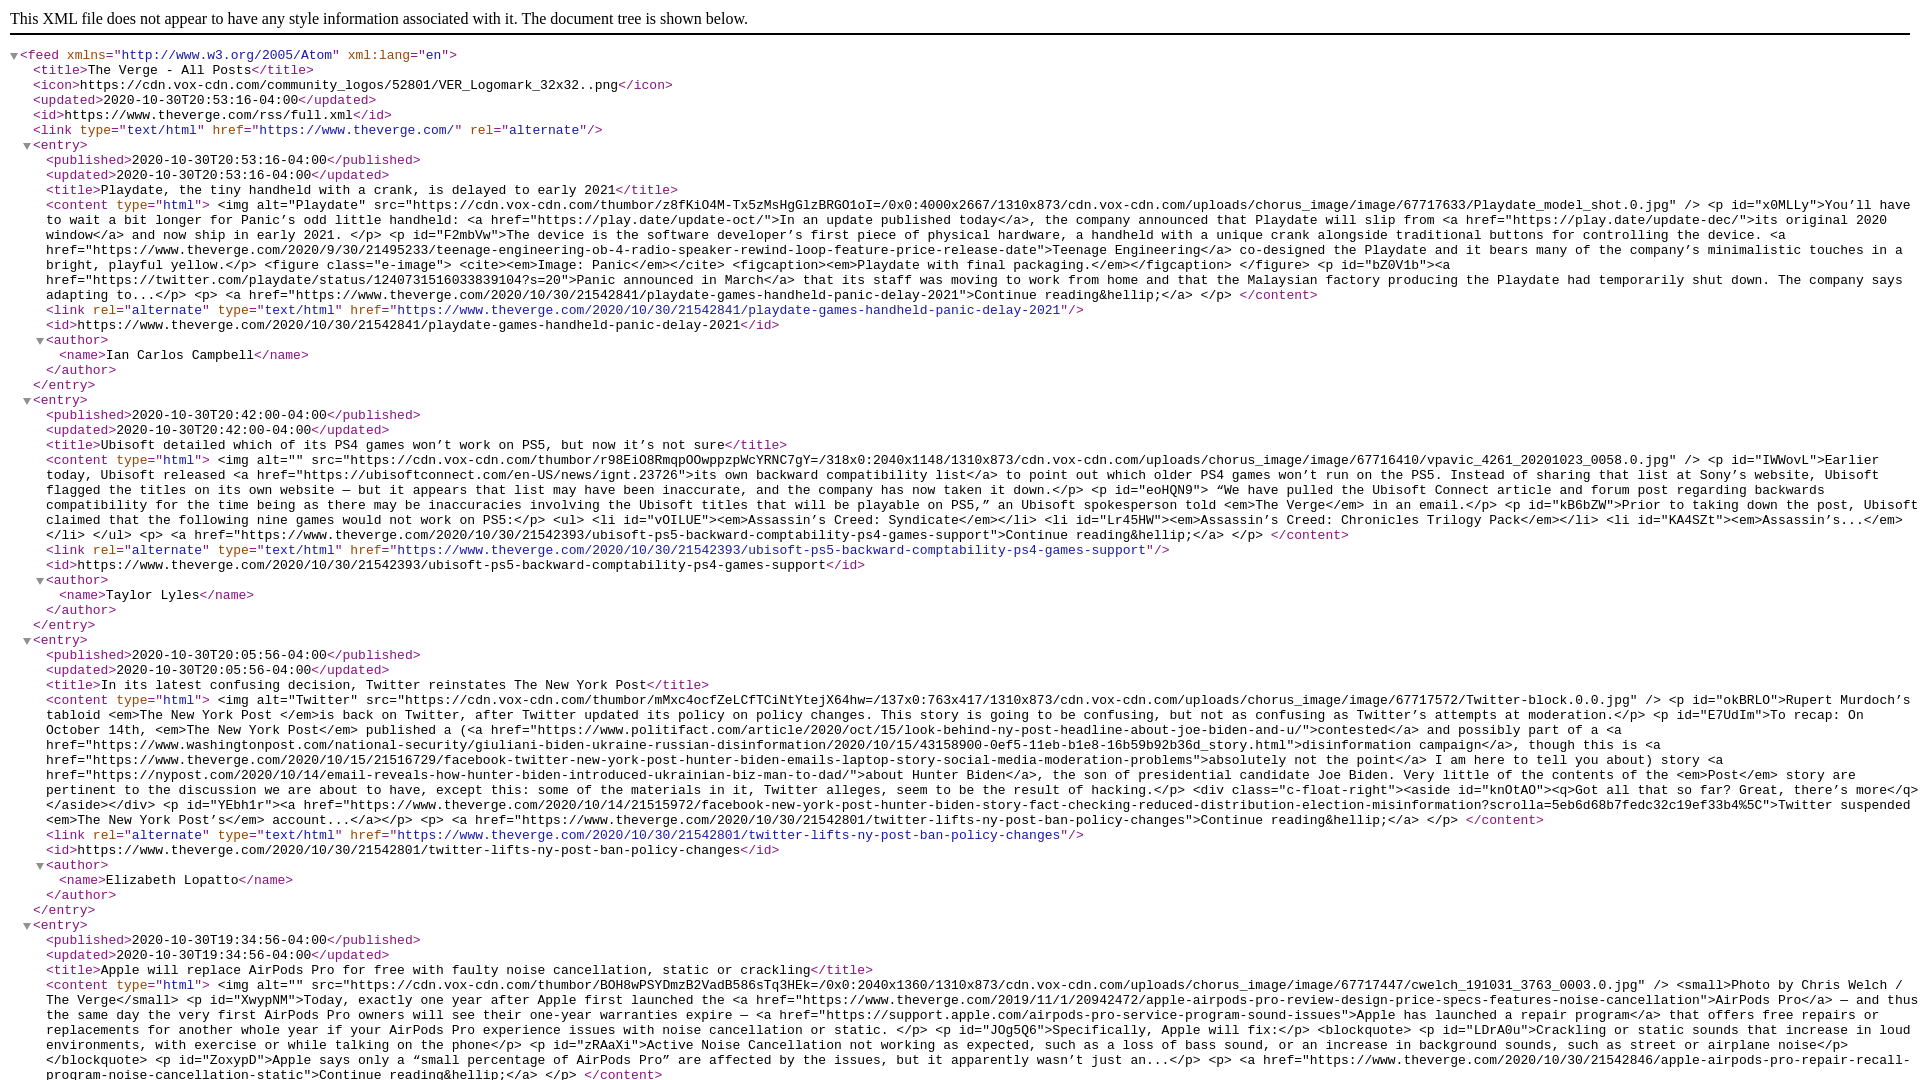 This XML file does not appear to have any style information associated with it. The document tree is shown below.
<feed xmlns="http://www.w3.org/2005/Atom" xml:lang="en">
<title>The Verge - All Posts</title>
<icon>https://cdn.vox-cdn.com/community_logos/52801/VER_Logomark_32x32..png</icon>
<updated>2020-10-30T20:53:16-04:00</updated>
<id>https://www.theverge.com/rss/full.xml</id>
<link type="text/html" href="https://www.theverge.com/" rel="alternate"/>
<entry>
<published>2020-10-30T20:53:16-04:00</published>
<updated>2020-10-30T20:53:16-04:00</updated>
<title>Playdate, the tiny handheld with a crank, is delayed to early 2021</title>
<content type="html"> <img alt="Playdate" src="https://cdn.vox-cdn.com/thumbor/z8fKiO4M-Tx5zMsHgGlzBRGO1oI=/0x0:4000x2667/1310x873/cdn.vox-cdn.com/uploads/chorus_image/image/67717633/Playdate_model_shot.0.jpg" /> <p id="x0MLLy">You’ll have
to wait a bit longer for Panic’s odd little handheld: <a href="https://play.date/update-oct/">In an update published today</a>, the company announced that Playdate will slip from <a href="https://play.date/update-dec/">its original 2020
window</a> and now ship in early 2021. </p> <p id="F2mbVw">The device is the software developer’s first piece of physical hardware, a handheld with a unique crank alongside traditional buttons for controlling the device. <a
href="https://www.theverge.com/2020/9/30/21495233/teenage-engineering-ob-4-radio-speaker-rewind-loop-feature-price-release-date">Teenage Engineering</a> co-designed the Playdate and it bears many of the company’s minimalistic touches in a
bright, playful yellow.</p> <figure class="e-image"> <cite><em>Image: Panic</em></cite> <figcaption><em>Playdate with final packaging.</em></figcaption> </figure> <p id="bZ0V1b"><a
href="https://twitter.com/playdate/status/1240731516033839104?s=20">Panic announced in March</a> that its staff was moving to work from home and that the Malaysian factory producing the Playdate had temporarily shut down. The company says
adapting to...</p> <p> <a href="https://www.theverge.com/2020/10/30/21542841/playdate-games-handheld-panic-delay-2021">Continue reading&hellip;</a> </p> </content>
<link rel="alternate" type="text/html" href="https://www.theverge.com/2020/10/30/21542841/playdate-games-handheld-panic-delay-2021"/>
<id>https://www.theverge.com/2020/10/30/21542841/playdate-games-handheld-panic-delay-2021</id>
<author>
<name>Ian Carlos Campbell</name>
</author>
</entry>
<entry>
<published>2020-10-30T20:42:00-04:00</published>
<updated>2020-10-30T20:42:00-04:00</updated>
<title>Ubisoft detailed which of its PS4 games won’t work on PS5, but now it’s not sure</title>
<content type="html"> <img alt="" src="https://cdn.vox-cdn.com/thumbor/r98EiO8RmqpOOwppzpWcYRNC7gY=/318x0:2040x1148/1310x873/cdn.vox-cdn.com/uploads/chorus_image/image/67716410/vpavic_4261_20201023_0058.0.jpg" /> <p id="IWWovL">Earlier
today, Ubisoft released <a href="https://ubisoftconnect.com/en-US/news/ignt.23726">its own backward compatibility list</a> to point out which older PS4 games won’t run on the PS5. Instead of sharing that list at Sony’s website, Ubisoft
flagged the titles on its own website — but it appears that list may have been inaccurate, and the company has now taken it down.</p> <p id="eoHQN9"> “We have pulled the Ubisoft Connect article and forum post regarding backwards
compatibility for the time being as there may be inaccuracies involving the Ubisoft titles that will be playable on PS5,” an Ubisoft spokesperson told <em>The Verge</em> in an email.</p> <p id="kB6bZW">Prior to taking down the post, Ubisoft
claimed that the following nine games would not work on PS5:</p> <ul> <li id="vOILUE"><em>Assassin’s Creed: Syndicate</em></li> <li id="Lr45HW"><em>Assassin’s Creed: Chronicles Trilogy Pack</em></li> <li id="KA4SZt"><em>Assassin’s...</em>
</li> </ul> <p> <a href="https://www.theverge.com/2020/10/30/21542393/ubisoft-ps5-backward-comptability-ps4-games-support">Continue reading&hellip;</a> </p> </content>
<link rel="alternate" type="text/html" href="https://www.theverge.com/2020/10/30/21542393/ubisoft-ps5-backward-comptability-ps4-games-support"/>
<id>https://www.theverge.com/2020/10/30/21542393/ubisoft-ps5-backward-comptability-ps4-games-support</id>
<author>
<name>Taylor Lyles</name>
</author>
</entry>
<entry>
<published>2020-10-30T20:05:56-04:00</published>
<updated>2020-10-30T20:05:56-04:00</updated>
<title>In its latest confusing decision, Twitter reinstates The New York Post</title>
<content type="html"> <img alt="Twitter" src="https://cdn.vox-cdn.com/thumbor/mMxc4ocfZeLCfTCiNtYtejX64hw=/137x0:763x417/1310x873/cdn.vox-cdn.com/uploads/chorus_image/image/67717572/Twitter-block.0.0.jpg" /> <p id="okBRLO">Rupert Murdoch’s
tabloid <em>The New York Post </em>is back on Twitter, after Twitter updated its policy on policy changes. This story is going to be confusing, but not as confusing as Twitter’s attempts at moderation.</p> <p id="E7UdIm">To recap: On
October 14th, <em>The New York Post</em> published a (<a href="https://www.politifact.com/article/2020/oct/15/look-behind-ny-post-headline-about-joe-biden-and-u/">contested</a> and possibly part of a <a
href="https://www.washingtonpost.com/national-security/giuliani-biden-ukraine-russian-disinformation/2020/10/15/43158900-0ef5-11eb-b1e8-16b59b92b36d_story.html">disinformation campaign</a>, though this is <a
href="https://www.theverge.com/2020/10/15/21516729/facebook-twitter-new-york-post-hunter-biden-emails-laptop-story-social-media-moderation-problems">absolutely not the point</a> I am here to tell you about) story <a
href="https://nypost.com/2020/10/14/email-reveals-how-hunter-biden-introduced-ukrainian-biz-man-to-dad/">about Hunter Biden</a>, the son of presidential candidate Joe Biden. Very little of the contents of the <em>Post</em> story are
pertinent to the discussion we are about to have, except this: some of the materials in it, Twitter alleges, seem to be the result of hacking.</p> <div class="c-float-right"><aside id="knOtAO"><q>Got all that so far? Great, there’s more</q>
</aside></div> <p id="YEbh1r"><a href="https://www.theverge.com/2020/10/14/21515972/facebook-new-york-post-hunter-biden-story-fact-checking-reduced-distribution-election-misinformation?scrolla=5eb6d68b7fedc32c19ef33b4%5C">Twitter suspended
<em>The New York Post’s</em> account...</a></p> <p> <a href="https://www.theverge.com/2020/10/30/21542801/twitter-lifts-ny-post-ban-policy-changes">Continue reading&hellip;</a> </p> </content>
<link rel="alternate" type="text/html" href="https://www.theverge.com/2020/10/30/21542801/twitter-lifts-ny-post-ban-policy-changes"/>
<id>https://www.theverge.com/2020/10/30/21542801/twitter-lifts-ny-post-ban-policy-changes</id>
<author>
<name>Elizabeth Lopatto</name>
</author>
</entry>
<entry>
<published>2020-10-30T19:34:56-04:00</published>
<updated>2020-10-30T19:34:56-04:00</updated>
<title>Apple will replace AirPods Pro for free with faulty noise cancellation, static or crackling</title>
<content type="html"> <img alt="" src="https://cdn.vox-cdn.com/thumbor/BOH8wPSYDmzB2VadB586sTq3HEk=/0x0:2040x1360/1310x873/cdn.vox-cdn.com/uploads/chorus_image/image/67717447/cwelch_191031_3763_0003.0.jpg" /> <small>Photo by Chris Welch /
The Verge</small> <p id="XwypNM">Today, exactly one year after Apple first launched the <a href="https://www.theverge.com/2019/11/1/20942472/apple-airpods-pro-review-design-price-specs-features-noise-cancellation">AirPods Pro</a> — and thus
the same day the very first AirPods Pro owners will see their one-year warranties expire — <a href="https://support.apple.com/airpods-pro-service-program-sound-issues">Apple has launched a repair program</a> that offers free repairs or
replacements for another whole year if your AirPods Pro experience issues with noise cancellation or static. </p> <p id="JOg5Q6">Specifically, Apple will fix:</p> <blockquote> <p id="LDrA0u">Crackling or static sounds that increase in loud
environments, with exercise or while talking on the phone</p> <p id="zRAaXi">Active Noise Cancellation not working as expected, such as a loss of bass sound, or an increase in background sounds, such as street or airplane noise</p>
</blockquote> <p id="ZoxypD">Apple says only a “small percentage of AirPods Pro” are affected by the issues, but it apparently wasn’t just an...</p> <p> <a href="https://www.theverge.com/2020/10/30/21542846/apple-airpods-pro-repair-recall-
program-noise-cancellation-static">Continue reading&hellip;</a> </p> </content>